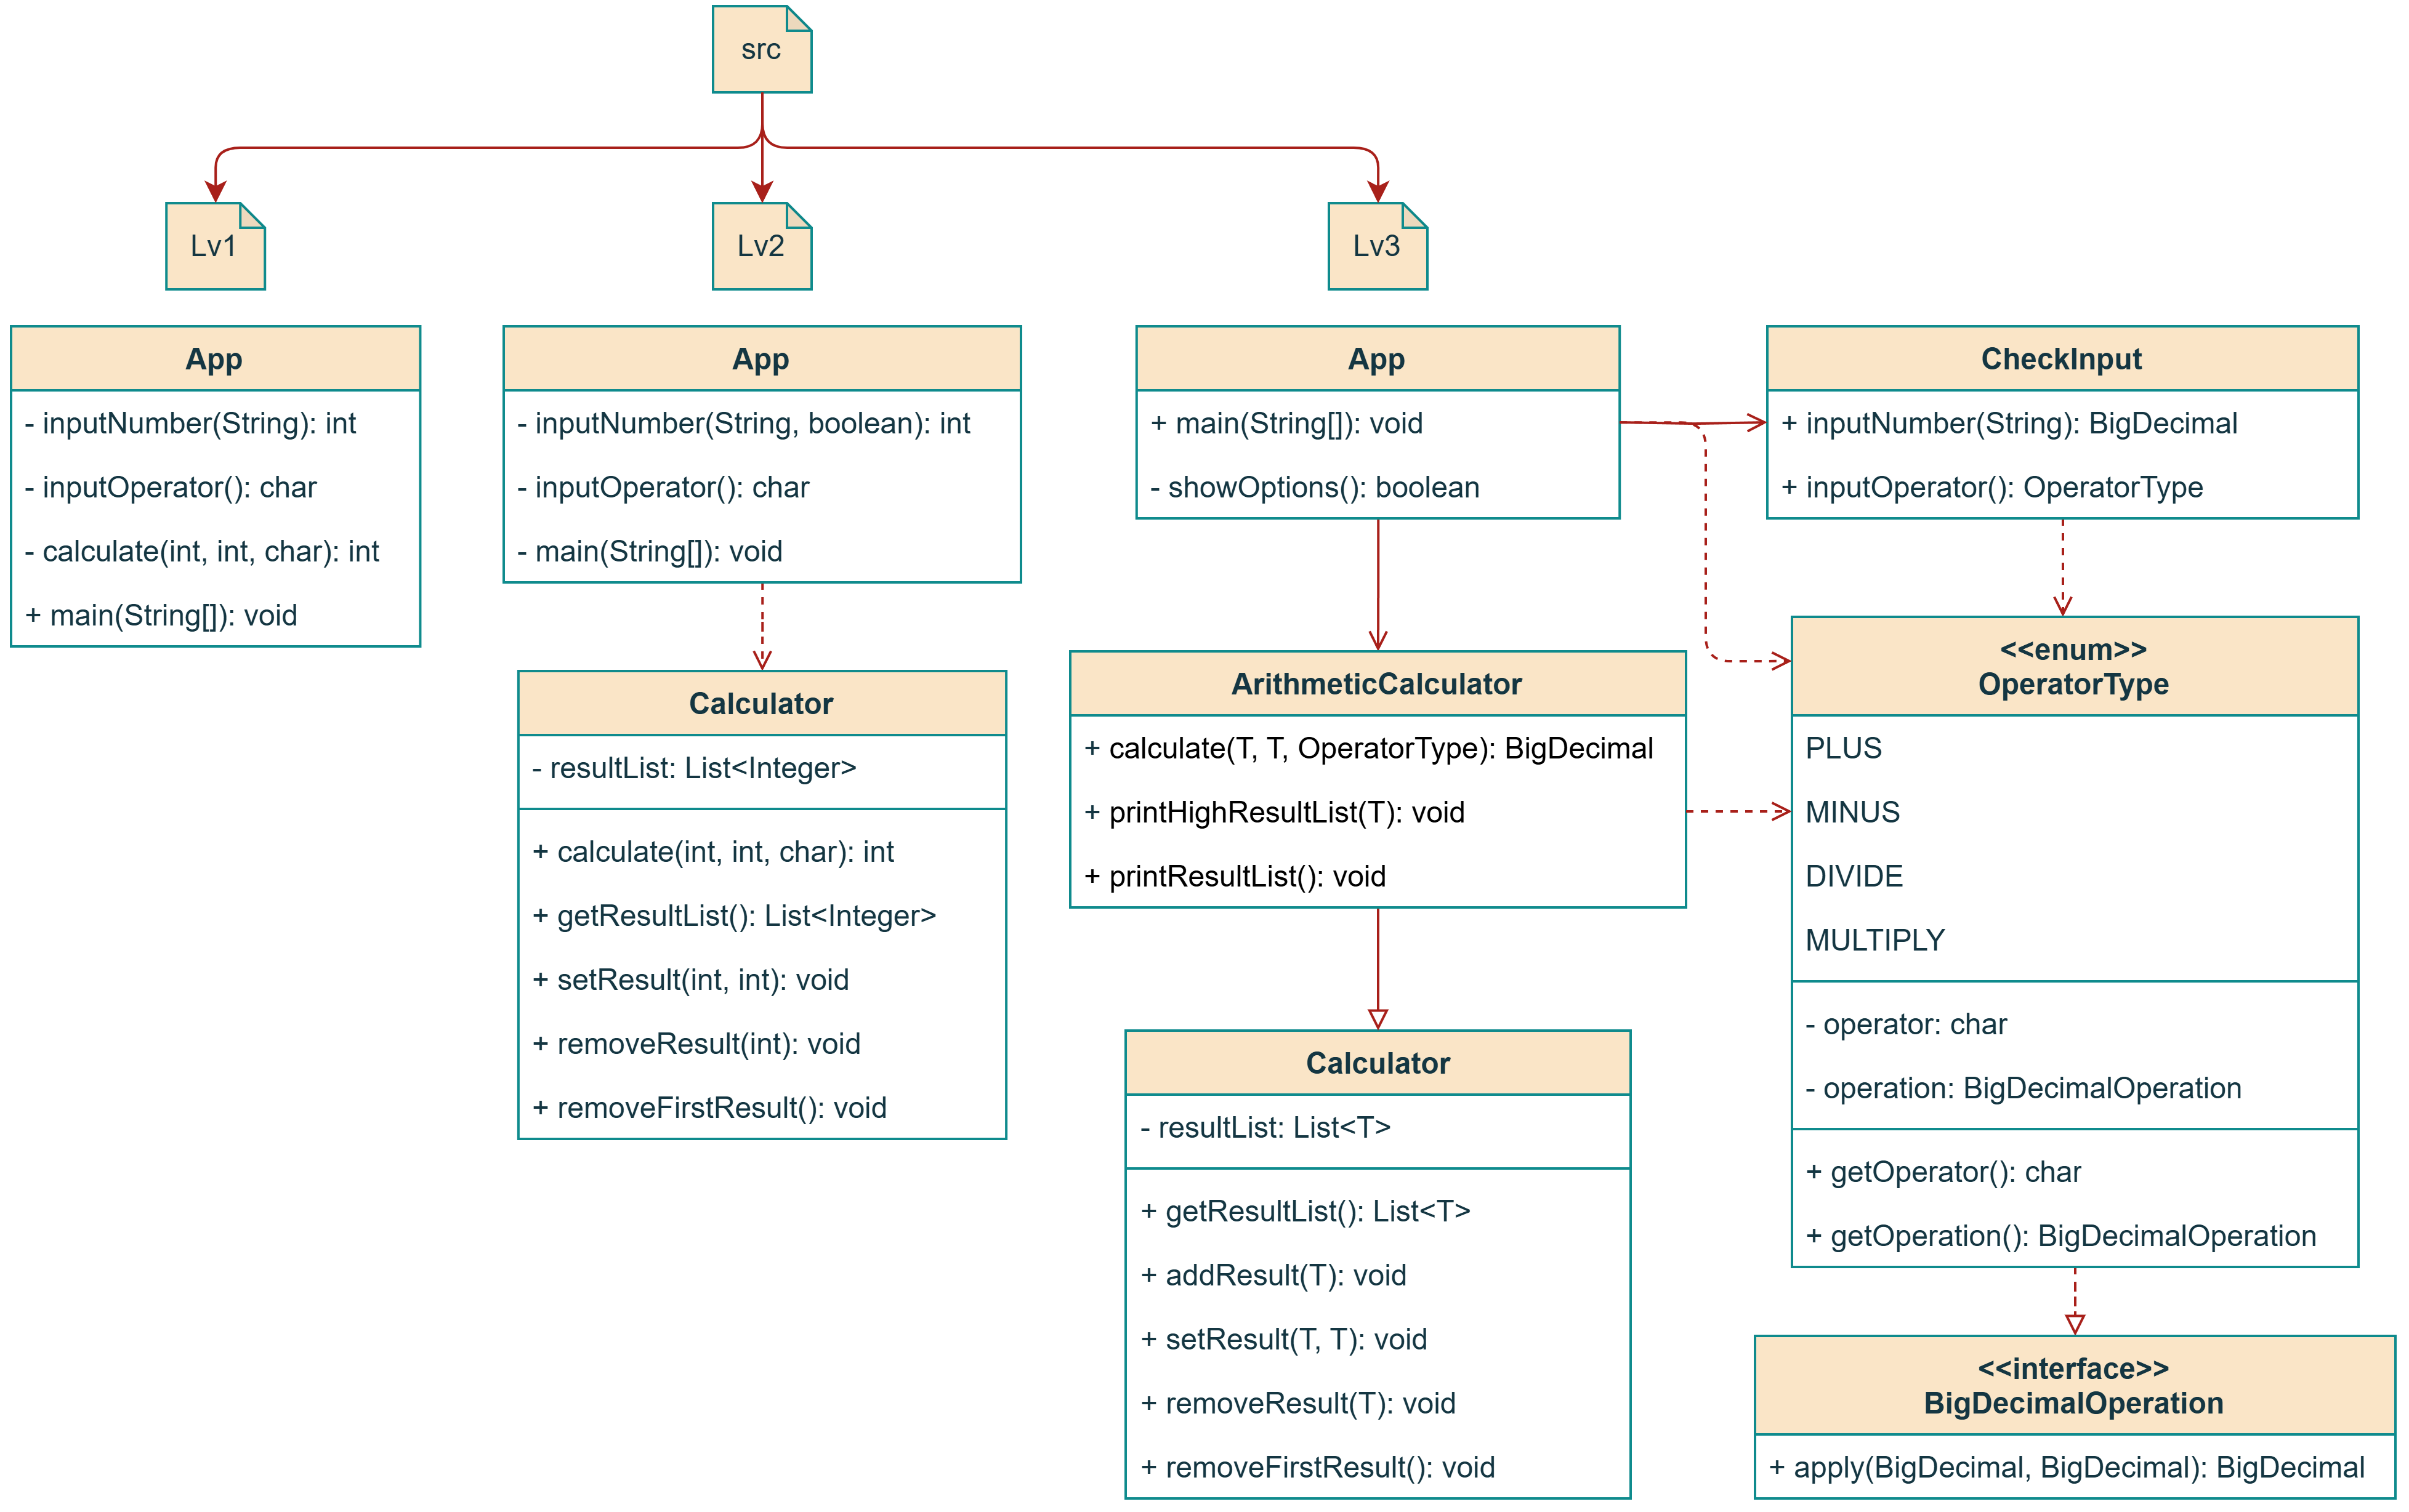 src
Lv1
Lv2
Lv3
App
- inputNumber(String): int
- inputOperator(): char
- calculate(int, int, char): int
+ main(String[]): void
App
- inputNumber(String, boolean): int
- inputOperator(): char
- main(String[]): void
Calculator
- resultList: List<Integer>
+ calculate(int, int, char): int
+ getResultList(): List<Integer>
+ setResult(int, int): void
+ removeResult(int): void
+ removeFirstResult(): void
App
+ main(String[]): void
- showOptions(): boolean
ArithmeticCalculator
+ calculate(T, T, OperatorType): BigDecimal
+ printHighResultList(T): void
+ printResultList(): void
Calculator
- resultList: List<T>
+ getResultList(): List<T>
+ addResult(T): void
+ setResult(T, T): void
+ removeResult(T): void
+ removeFirstResult(): void
CheckInput
+ inputNumber(String): BigDecimal
+ inputOperator(): OperatorType
<<enum>>
OperatorType
PLUS
MINUS
DIVIDE
MULTIPLY
- operator: char
- operation: BigDecimalOperation
+ getOperator(): char
+ getOperation(): BigDecimalOperation
<<interface>>
BigDecimalOperation
+ apply(BigDecimal, BigDecimal): BigDecimal